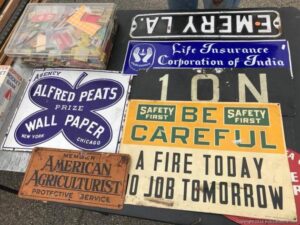 EMERY LA.
Life Insurance
Corporation of India
10N
AGENCY
ALFRED PEATS
PRIZE
WALL PAPER
NEW YORK
CHICAGO
SAFETY FIRST
BE
SAFETY FIRST
CAREFUL
A FIRE TODAY
NO JOB TOMORROW
MEMBER
AMERICAN
AGRICULTURIST
PROTECTIVE SERVICE